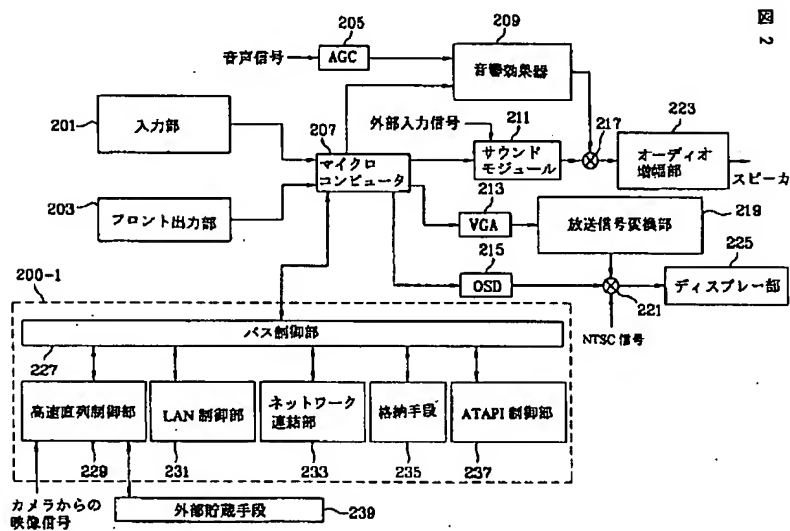 図 2
205
209
音声信号
AGC
音響効果器
201
入力部
外部入力信号
211
207
217
223
マイクロ
コンピュータ
サウンド
モジュール
オーディオ
増幅部
スピーカ
203
フロント出力部
213
VGA
放送信号変換部
219
215
225
200-1
OSD
ディスプレー部
221
NTSC 信号
バス制御部
227
高速直列制御部
LAN 制御部
ネットワーク
連結部
格納手段
ATAPI 制御部
229
231
233
235
237
カメラからの
映像信号
外部貯蔵手段
239